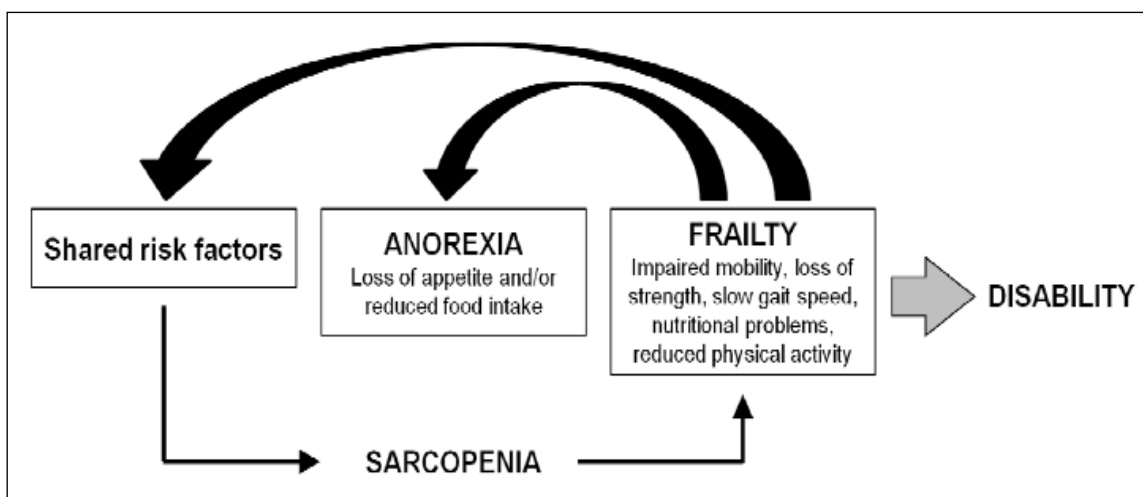 Shared risk factors
ANOREXIA
Loss of appetite and/or
reduced food intake
FRAILTY
Impaired mobility, loss of
strength, slow gait speed,
nutritional problems,
reduced physical activity
DISABILITY
SARCOPENIA